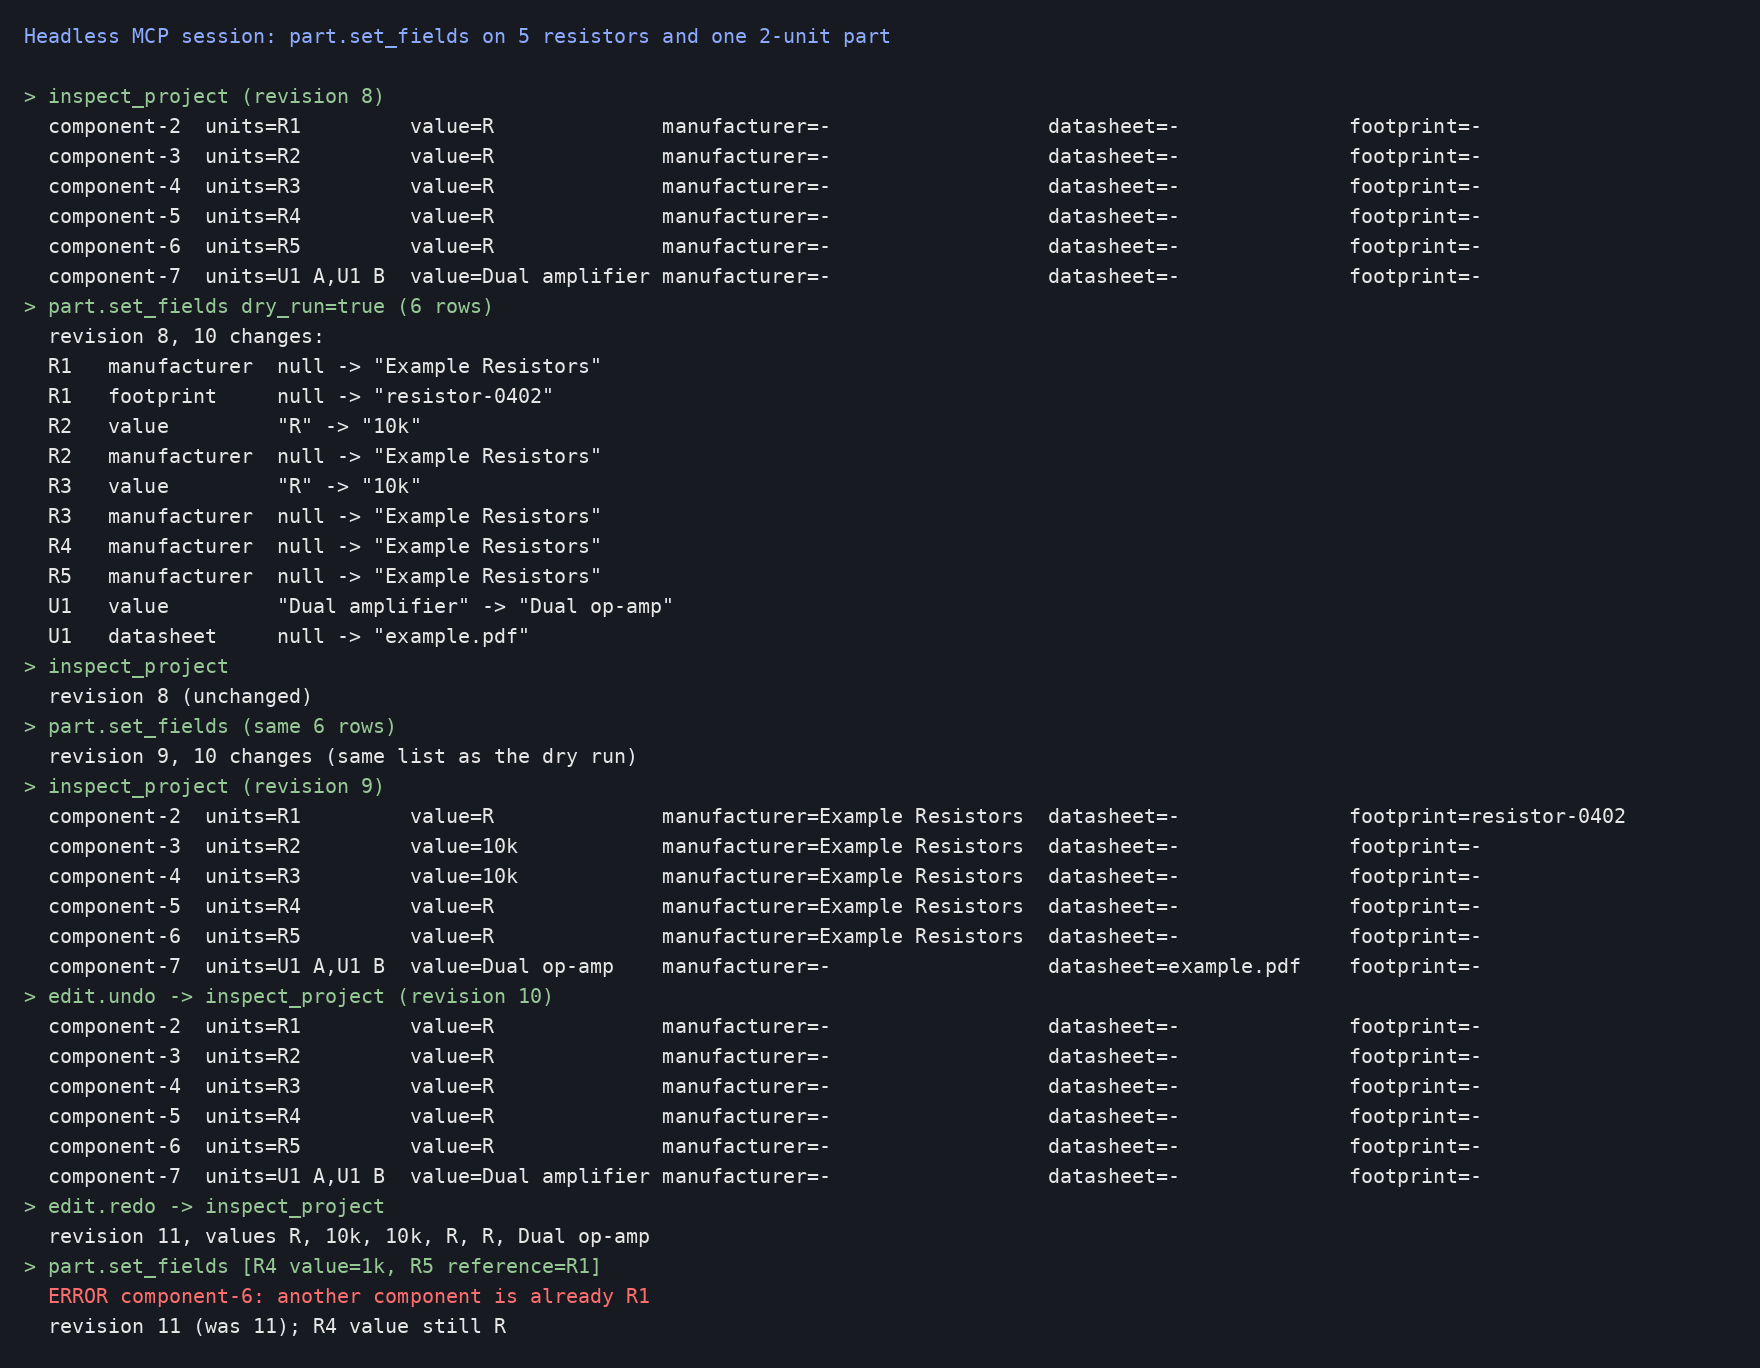 Headless MCP session: part.set_fields on 5 resistors and one 2-unit part
> inspect_project (revision 8)
component-2  units=R1         value=R              manufacturer=-                  datasheet=-              footprint=-
component-3  units=R2         value=R              manufacturer=-                  datasheet=-              footprint=-
component-4  units=R3         value=R              manufacturer=-                  datasheet=-              footprint=-
component-5  units=R4         value=R              manufacturer=-                  datasheet=-              footprint=-
component-6  units=R5         value=R              manufacturer=-                  datasheet=-              footprint=-
component-7  units=U1 A,U1 B  value=Dual amplifier manufacturer=-                  datasheet=-              footprint=-
> part.set_fields dry_run=true (6 rows)
revision 8, 10 changes:
R1   manufacturer  null -> "Example Resistors"
R1   footprint     null -> "resistor-0402"
R2   value         "R" -> "10k"
R2   manufacturer  null -> "Example Resistors"
R3   value         "R" -> "10k"
R3   manufacturer  null -> "Example Resistors"
R4   manufacturer  null -> "Example Resistors"
R5   manufacturer  null -> "Example Resistors"
U1   value         "Dual amplifier" -> "Dual op-amp"
U1   datasheet     null -> "example.pdf"
> inspect_project
revision 8 (unchanged)
> part.set_fields (same 6 rows)
revision 9, 10 changes (same list as the dry run)
> inspect_project (revision 9)
component-2  units=R1         value=R              manufacturer=Example Resistors  datasheet=-              footprint=resistor-0402
component-3  units=R2         value=10k            manufacturer=Example Resistors  datasheet=-              footprint=-
component-4  units=R3         value=10k            manufacturer=Example Resistors  datasheet=-              footprint=-
component-5  units=R4         value=R              manufacturer=Example Resistors  datasheet=-              footprint=-
component-6  units=R5         value=R              manufacturer=Example Resistors  datasheet=-              footprint=-
component-7  units=U1 A,U1 B  value=Dual op-amp    manufacturer=-                  datasheet=example.pdf    footprint=-
> edit.undo -> inspect_project (revision 10)
component-2  units=R1         value=R              manufacturer=-                  datasheet=-              footprint=-
component-3  units=R2         value=R              manufacturer=-                  datasheet=-              footprint=-
component-4  units=R3         value=R              manufacturer=-                  datasheet=-              footprint=-
component-5  units=R4         value=R              manufacturer=-                  datasheet=-              footprint=-
component-6  units=R5         value=R              manufacturer=-                  datasheet=-              footprint=-
component-7  units=U1 A,U1 B  value=Dual amplifier manufacturer=-                  datasheet=-              footprint=-
> edit.redo -> inspect_project
revision 11, values R, 10k, 10k, R, R, Dual op-amp
> part.set_fields [R4 value=1k, R5 reference=R1]
ERROR component-6: another component is already R1
revision 11 (was 11); R4 value still R